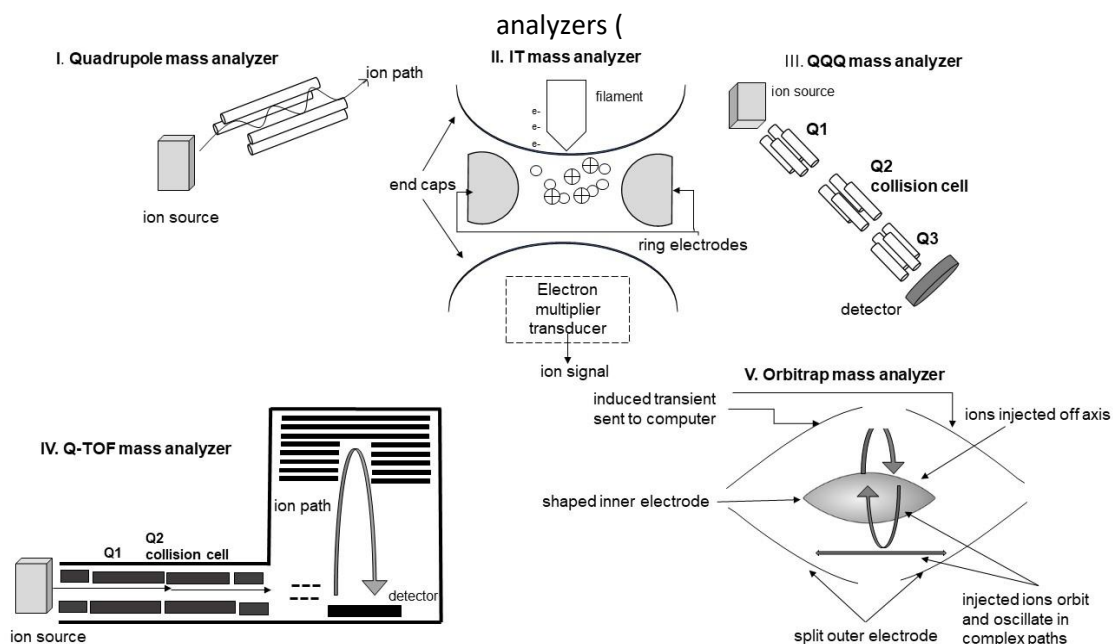 analyzers (
I. Quadrupole mass analyzer
ion path
ion source
II. IT mass analyzer
filament
e-
e-
e-
end caps
ring electrodes
Electron
multiplier
transducer
ion signal
III. QQQ mass analyzer
ion source
Q1
Q2
collision cell
Q3
detector
IV. Q-TOF mass analyzer
ion path
Q1
Q2
collision cell
detector
ion source
V. Orbitrap mass analyzer
induced transient
sent to computer
ions injected off axis
shaped inner electrode
split outer electrode
injected ions orbit
and oscillate in
complex paths